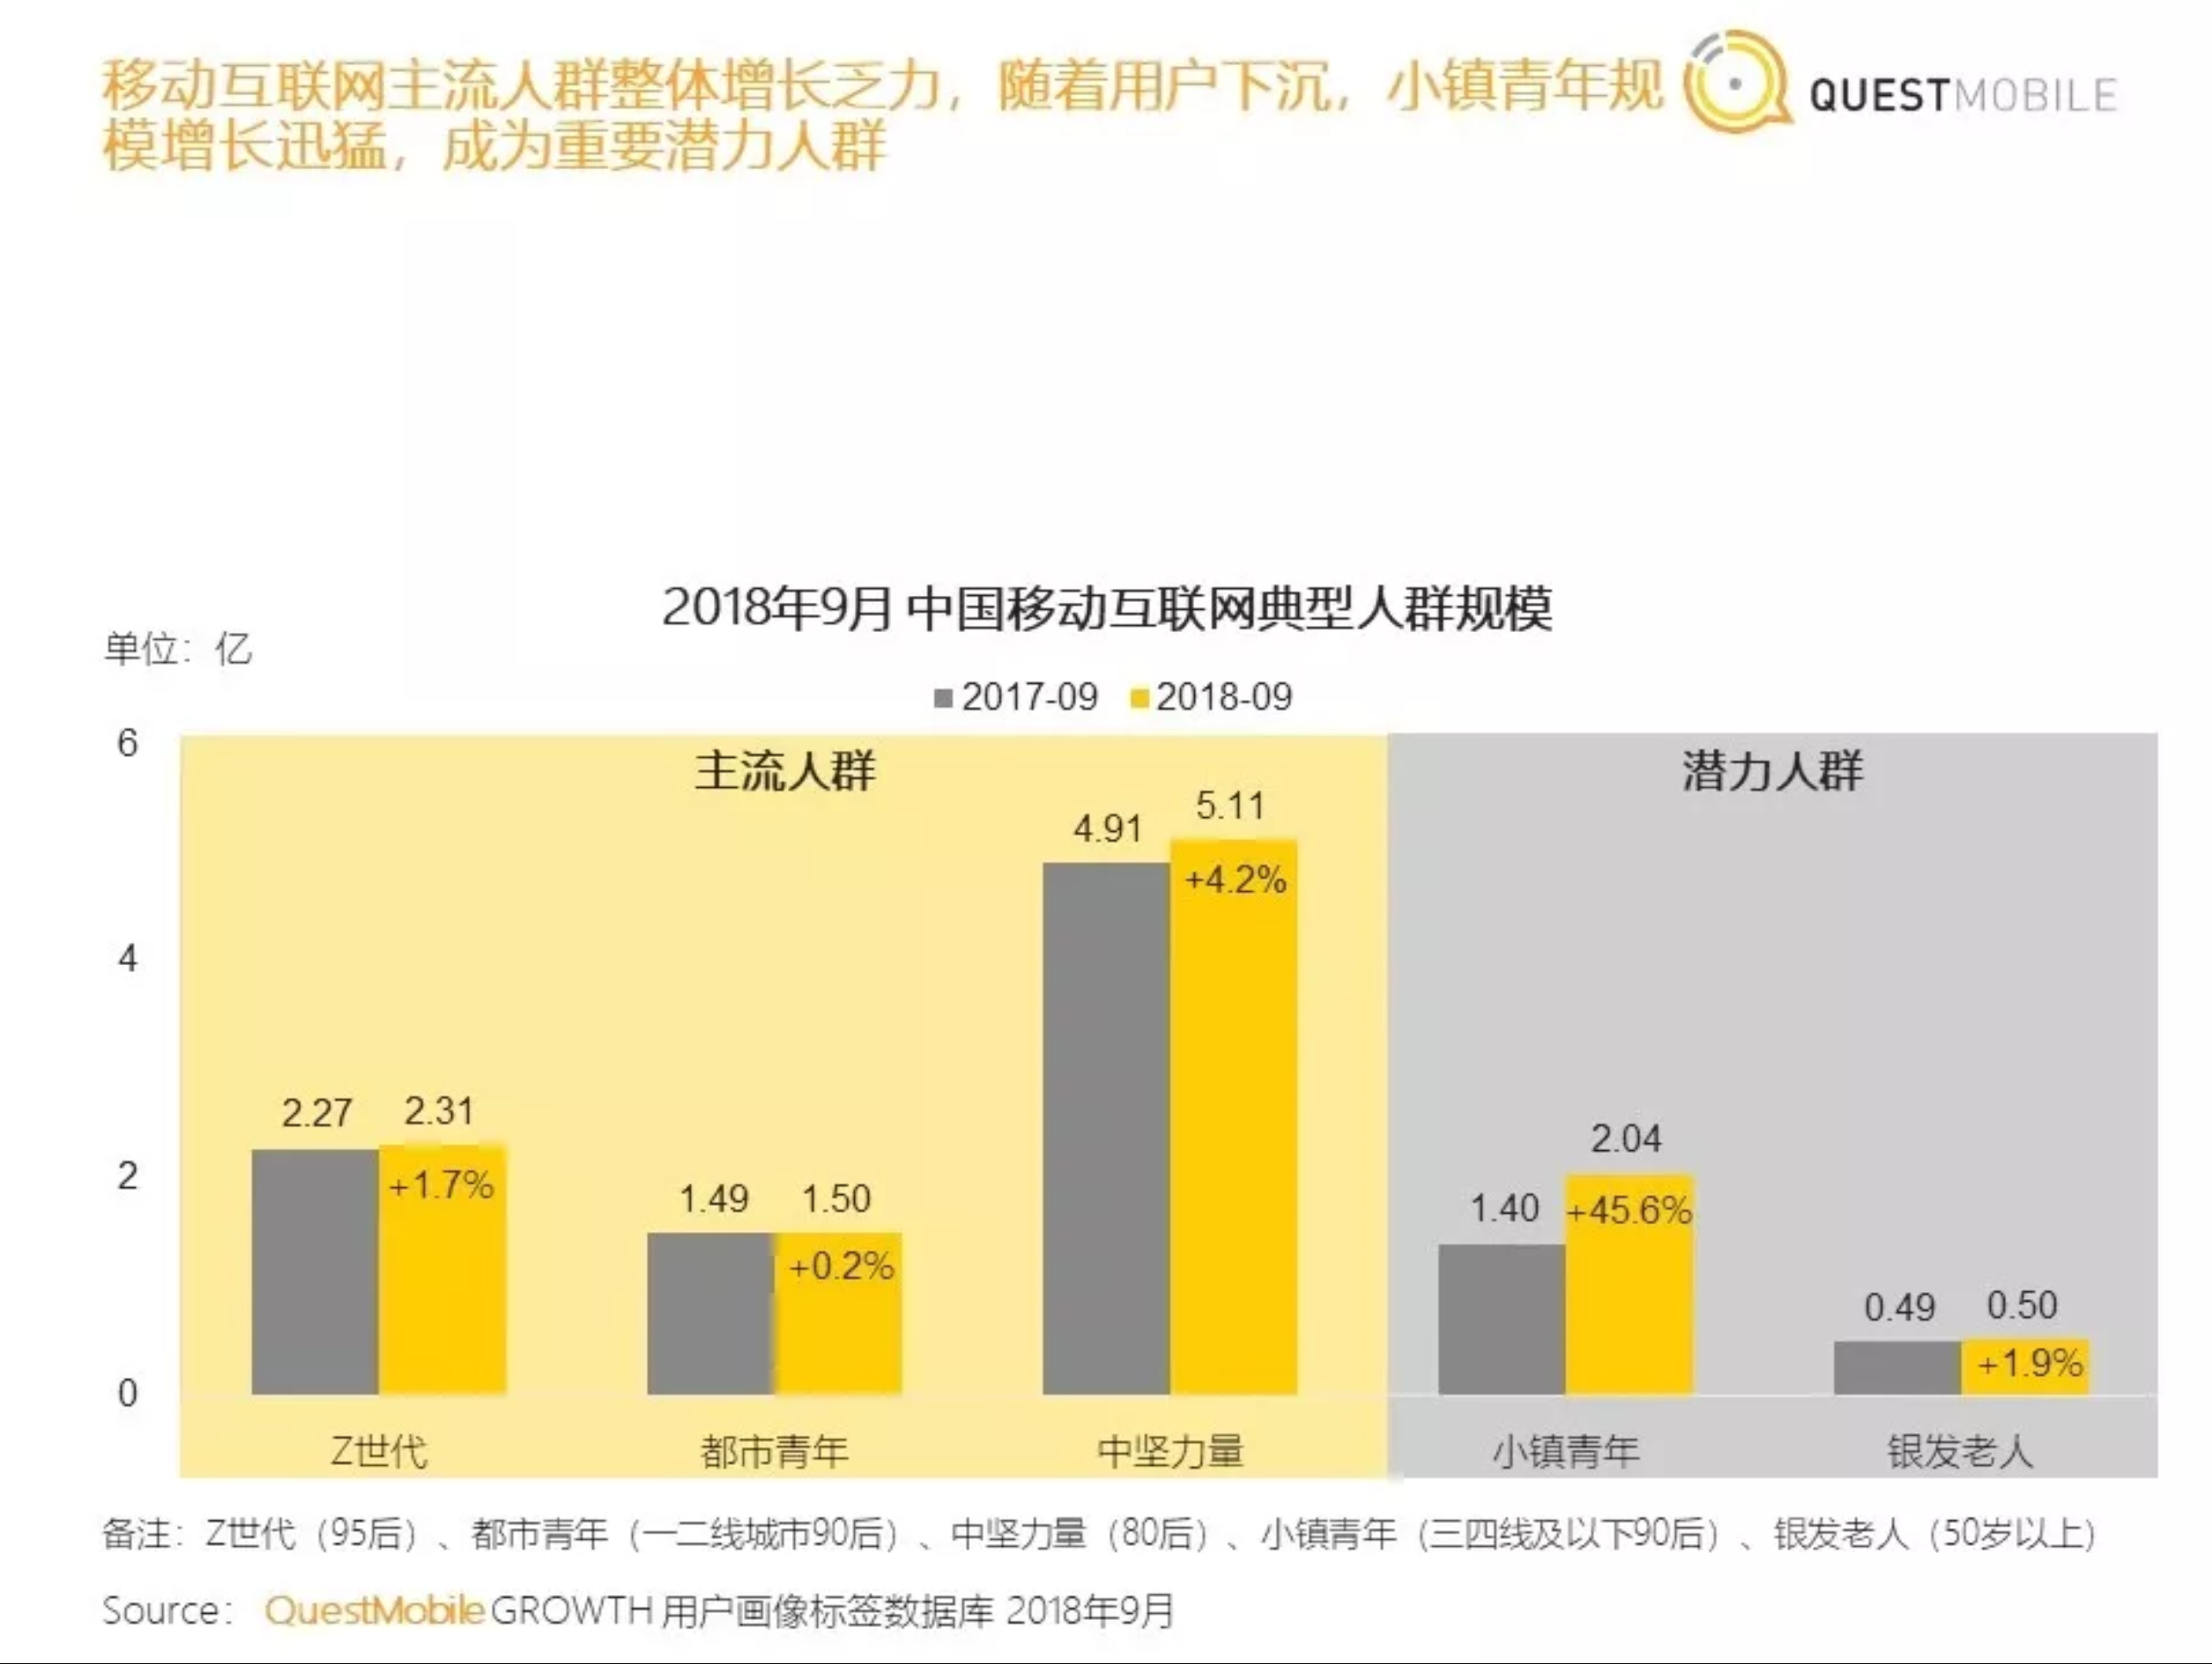 移动互联网主流人群整体增长乏力，随着用户下沉，小镇青年规
模增长迅猛，成为重要潜力人群
QUESTMOBILE
2018年9月 中国移动互联网典型人群规模
单位：亿
2017-09 2018-09
6
4
2
0
主流人群
潜力人群
2.27 2.31
+1.7%
1.49 1.50
+0.2%
4.91 5.11
+4.2%
1.40 2.04
+45.6%
0.49 0.50
+1.9%
Z世代 都市青年 中坚力量 小镇青年 银发老人
备注：Z世代（95后）、都市青年（一二线城市90后）、中坚力量（80后）、小镇青年（三四线及以下90后）、银发老人（50岁以上）
Source： QuestMobile GROWTH 用户画像标签数据库 2018年9月